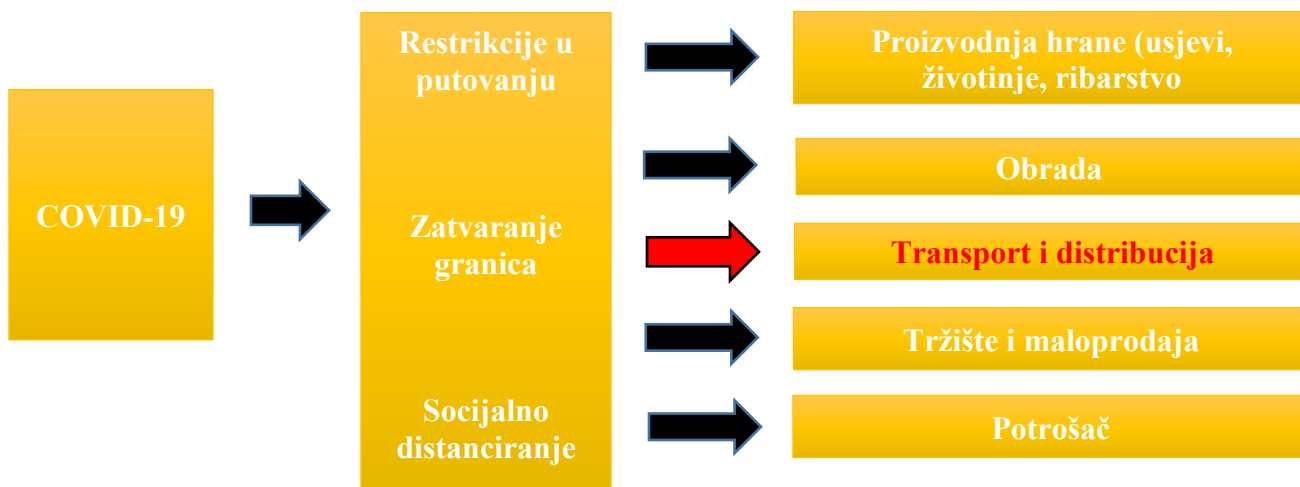 COVID-19
Restrikcije u
putovanju
Zatvaranje
granica
Socijalno
distanciranje
Proizvodnja hrane (usjevi,
životinje, ribarstvo
Obrada
Transport i distribucija
Tržište i maloprodaja
Potrošač